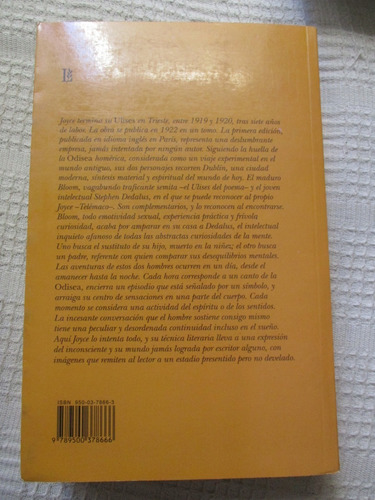 Joyce termina su Ulises en Trieste, entre 1919 y 1920, tras siete años
de labor. La obra se publica en 1922 en un tomo. La primera edición,
publicada en idioma inglés en París, representa una deslumbrante
empresa, jamás intentada por ningún autor. Siguiendo la huella de
la Odisea homérica, considerada como un viaje experimental en el
mundo antiguo, sus dos personajes recorren Dublín, una ciudad
moderna, síntesis material y espiritual del mundo de hoy. El maduro
Bloom, vagabundo traficante semita —el Ulises del poema— y el joven
intelectual Stephen Dedalus, en el que se puede reconocer al propio
Joyce —Telémaco—. Son complementarios, y lo reconocen al encontrarse.
Bloom, todo emotividad sexual, experiencia práctica y frívola
curiosidad, acaba por amparar en su casa a Dedalus, el intelectual
inquieto afanoso de todas las abstractas curiosidades de la mente.
Uno busca el sustituto de su hijo, muerto en la niñez; el otro busca
un padre, referente con quien comparar sus desequilibrios mentales.
Las aventuras de estos dos hombres ocurren en un día, desde el
amanecer hasta la noche. Cada hora corresponde a un canto de la
Odisea, encierra un episodio que está señalado por un símbolo, y
arraiga su centro de sensaciones en una parte del cuerpo. Cada
momento se considera una actividad del espíritu o de los sentidos.
La incesante conversación que el hombre sostiene consigo mismo
tiene una peculiar y desordenada continuidad incluso en el sueño.
Aquí Joyce lo intenta todo, y su técnica literaria lleva a una expresión
del inconsciente y su mundo jamás lograda por escritor alguno, con
imágenes que remiten al lector a un estadio presentido pero no develado.
ISBN 950-03-7866-3
9 789500 378666